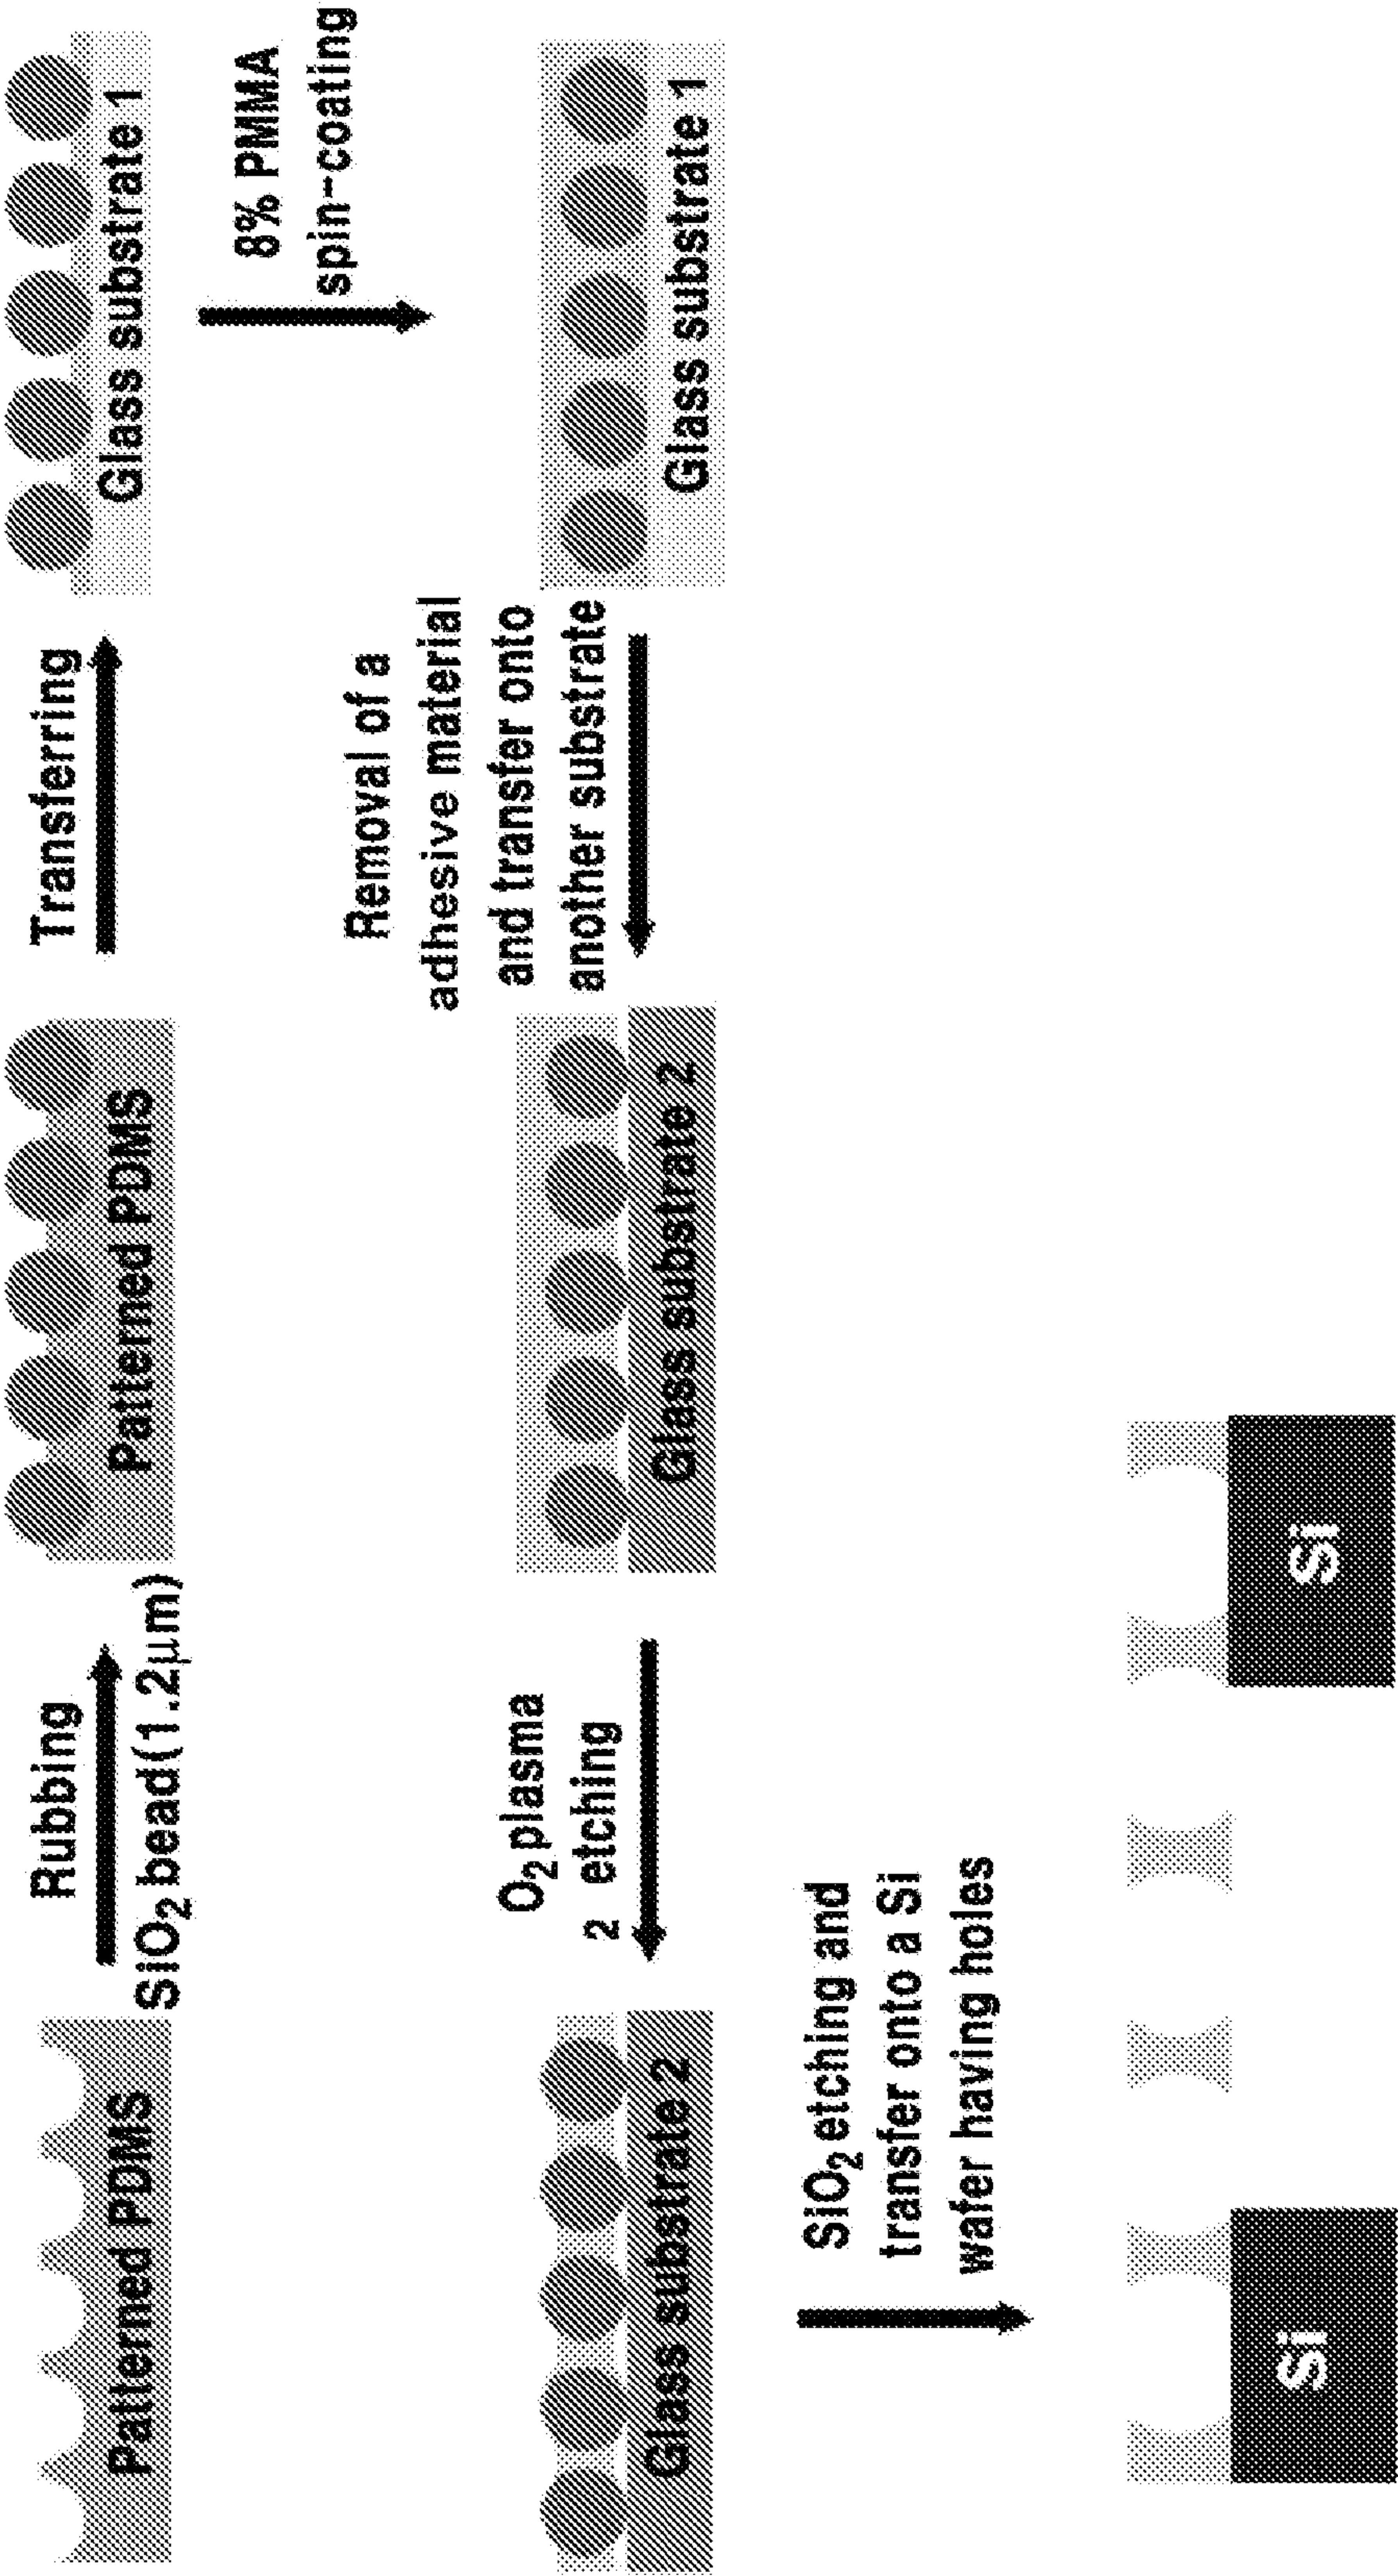 Patterned PDMS
Rubbing
SiO₂ bead(1.2μm)
Patterned PDMS
Transferring
Glass substrate 1
8% PMMA
spin-coating
Glass substrate 1
Removal of a
adhesive material
and transfer onto
another substrate
Glass substrate 2
O₂ plasma
2 etching
Glass substrate 2
SiO₂ etching and
transfer onto a Si
wafer having holes
Si
Si